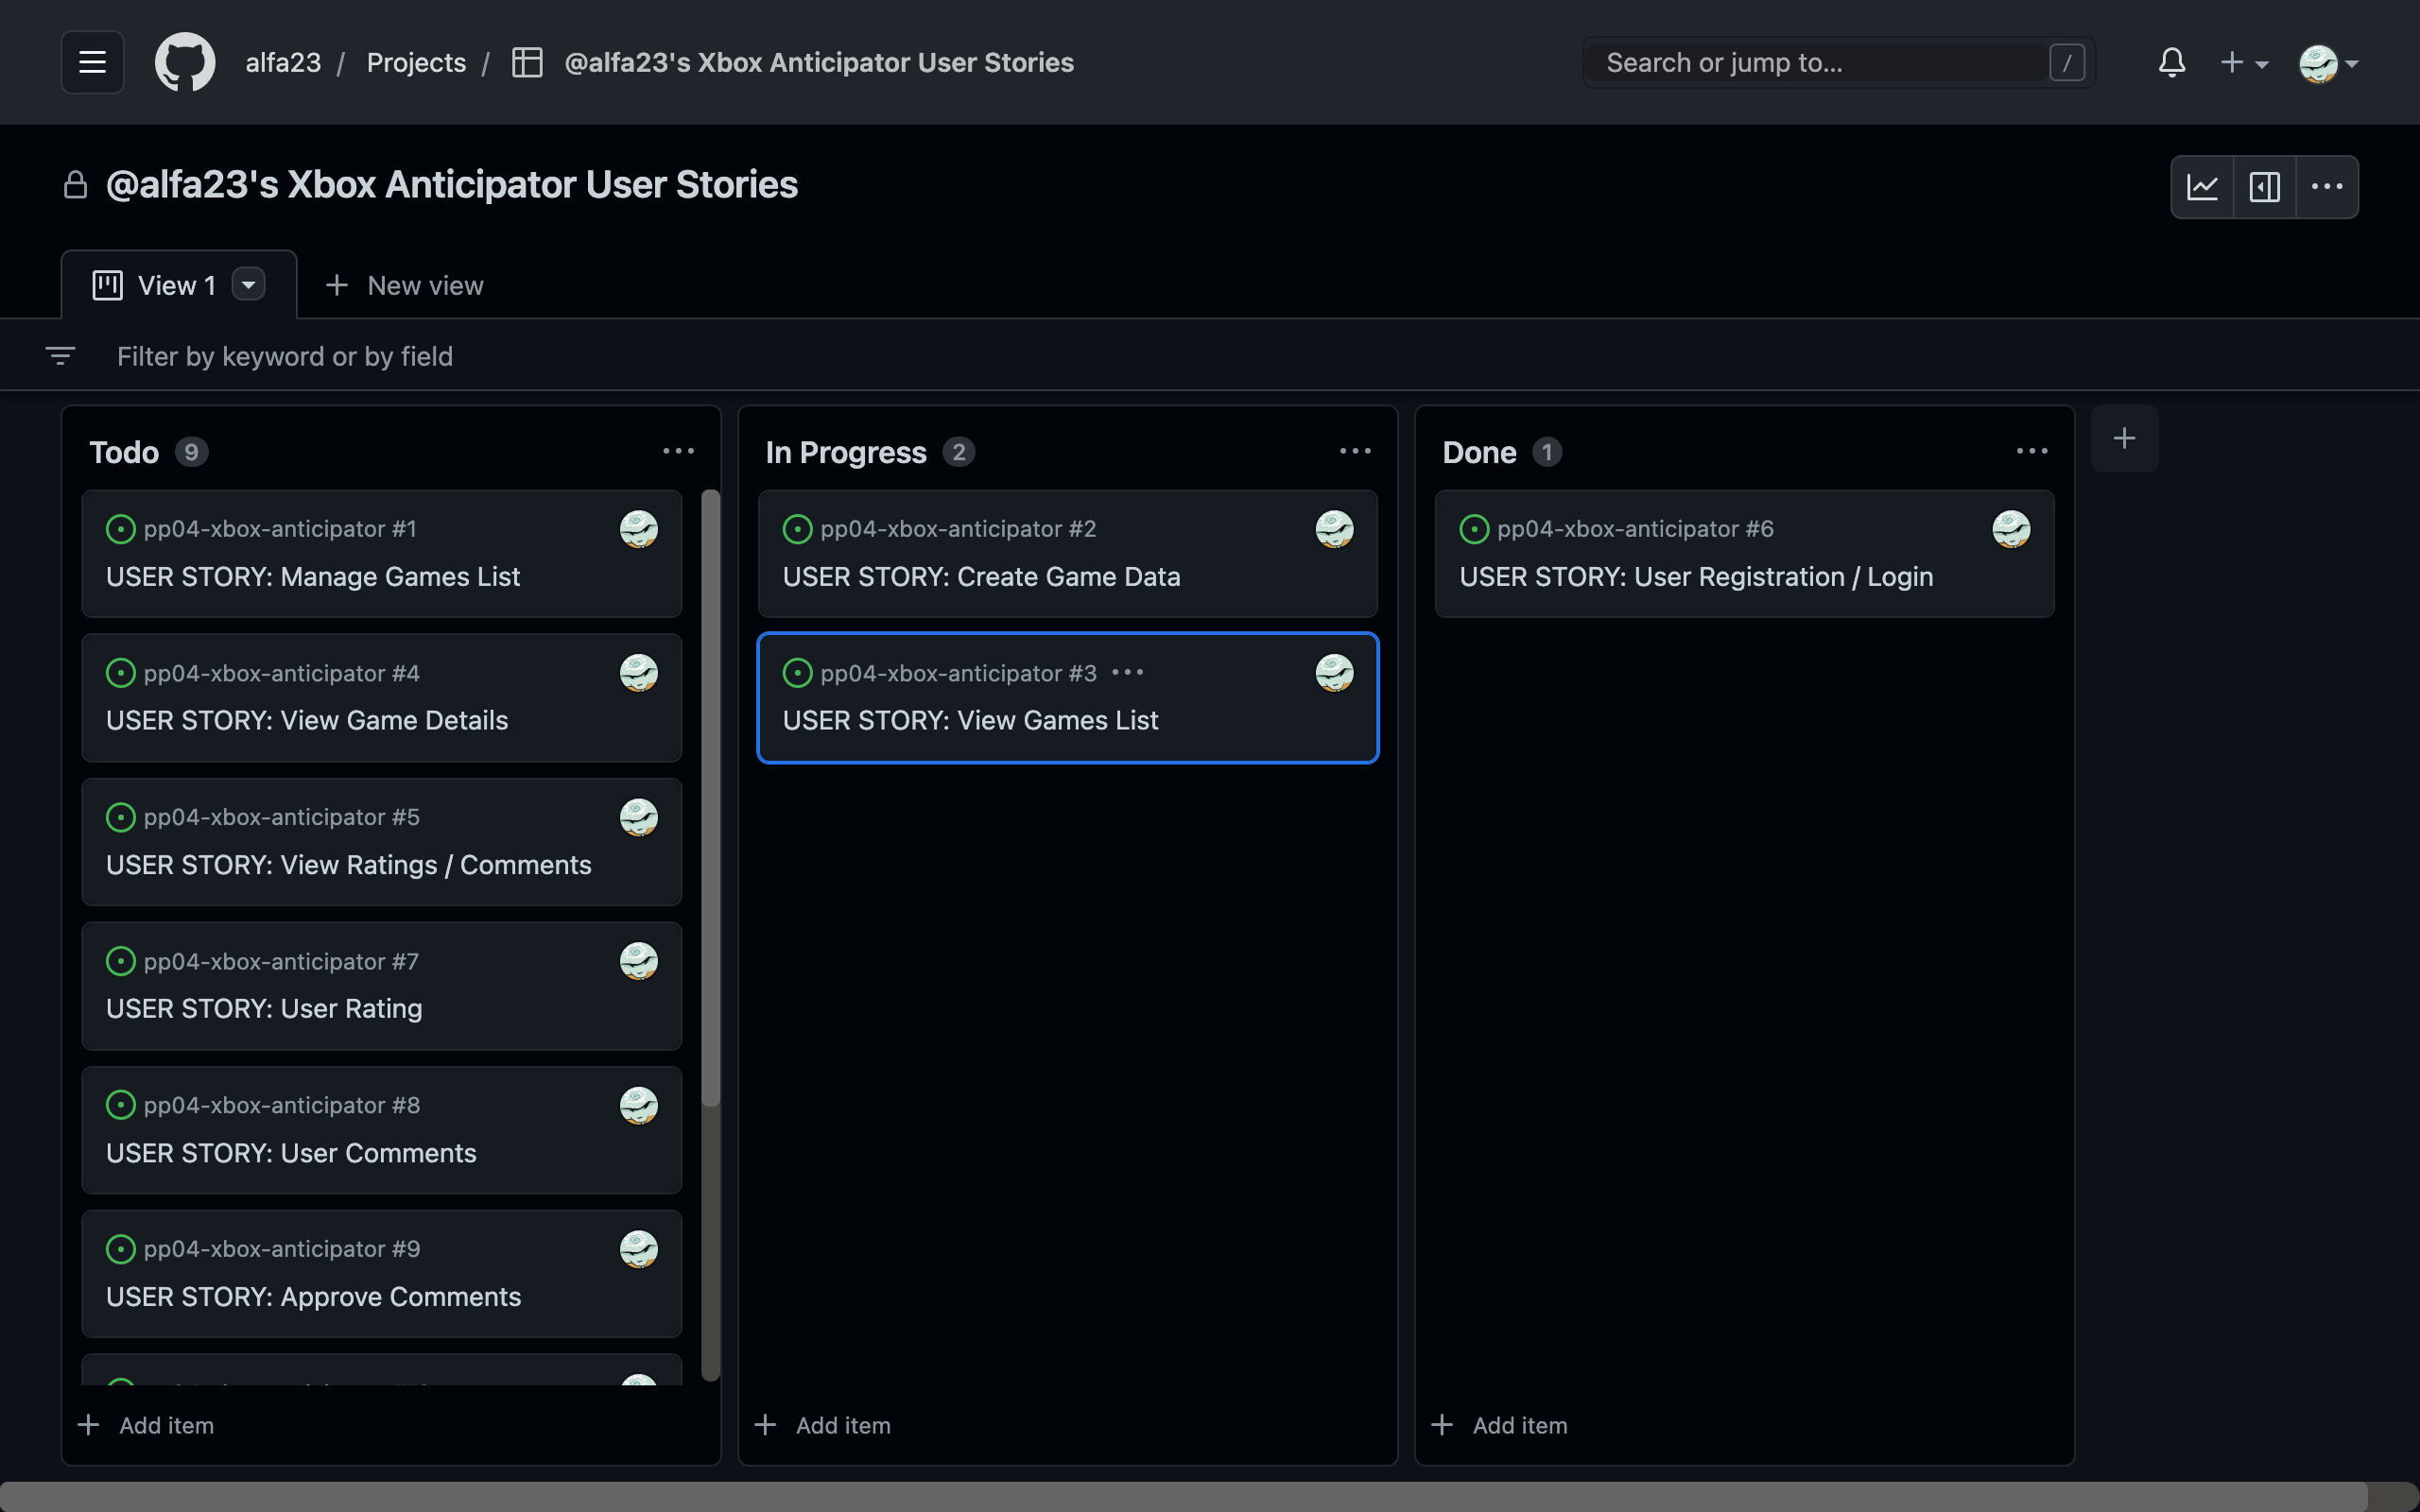 alfa23 / Projects / @alfa23's Xbox Anticipator User Stories
Search or jump to... /
@alfa23's Xbox Anticipator User Stories
View 1
New view
Filter by keyword or by field
Todo 9
pp04-xbox-anticipator #1
USER STORY: Manage Games List
pp04-xbox-anticipator #4
USER STORY: View Game Details
pp04-xbox-anticipator #5
USER STORY: View Ratings / Comments
pp04-xbox-anticipator #7
USER STORY: User Rating
pp04-xbox-anticipator #8
USER STORY: User Comments
pp04-xbox-anticipator #9
USER STORY: Approve Comments
Add item
In Progress 2
pp04-xbox-anticipator #2
USER STORY: Create Game Data
pp04-xbox-anticipator #3
USER STORY: View Games List
Add item
Done 1
pp04-xbox-anticipator #6
USER STORY: User Registration / Login
Add item